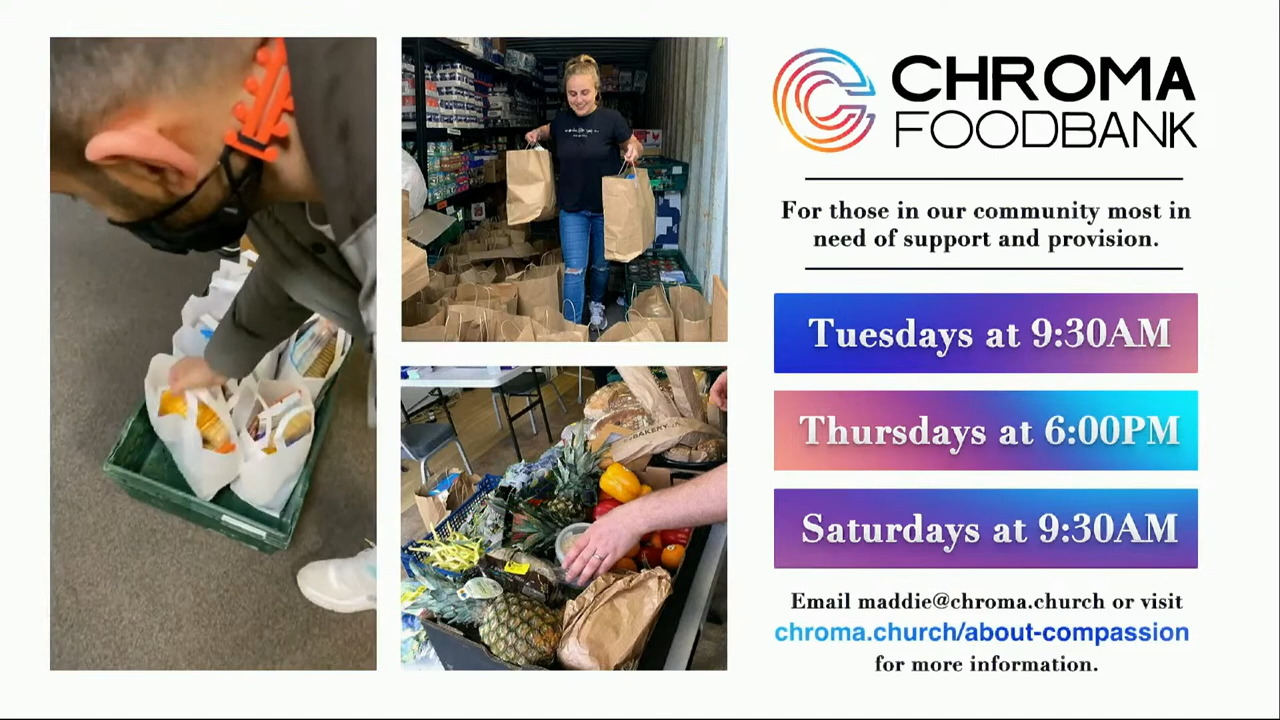 CHROMA
FOODBANK
For those in our community most in
need of support and provision.
Tuesdays at 9:30AM
Thursdays at 6:00PM
Saturdays at 9:30AM
Email maddie@chroma.church or visit
chroma.church/about-compassion
for more information.
BAKERY